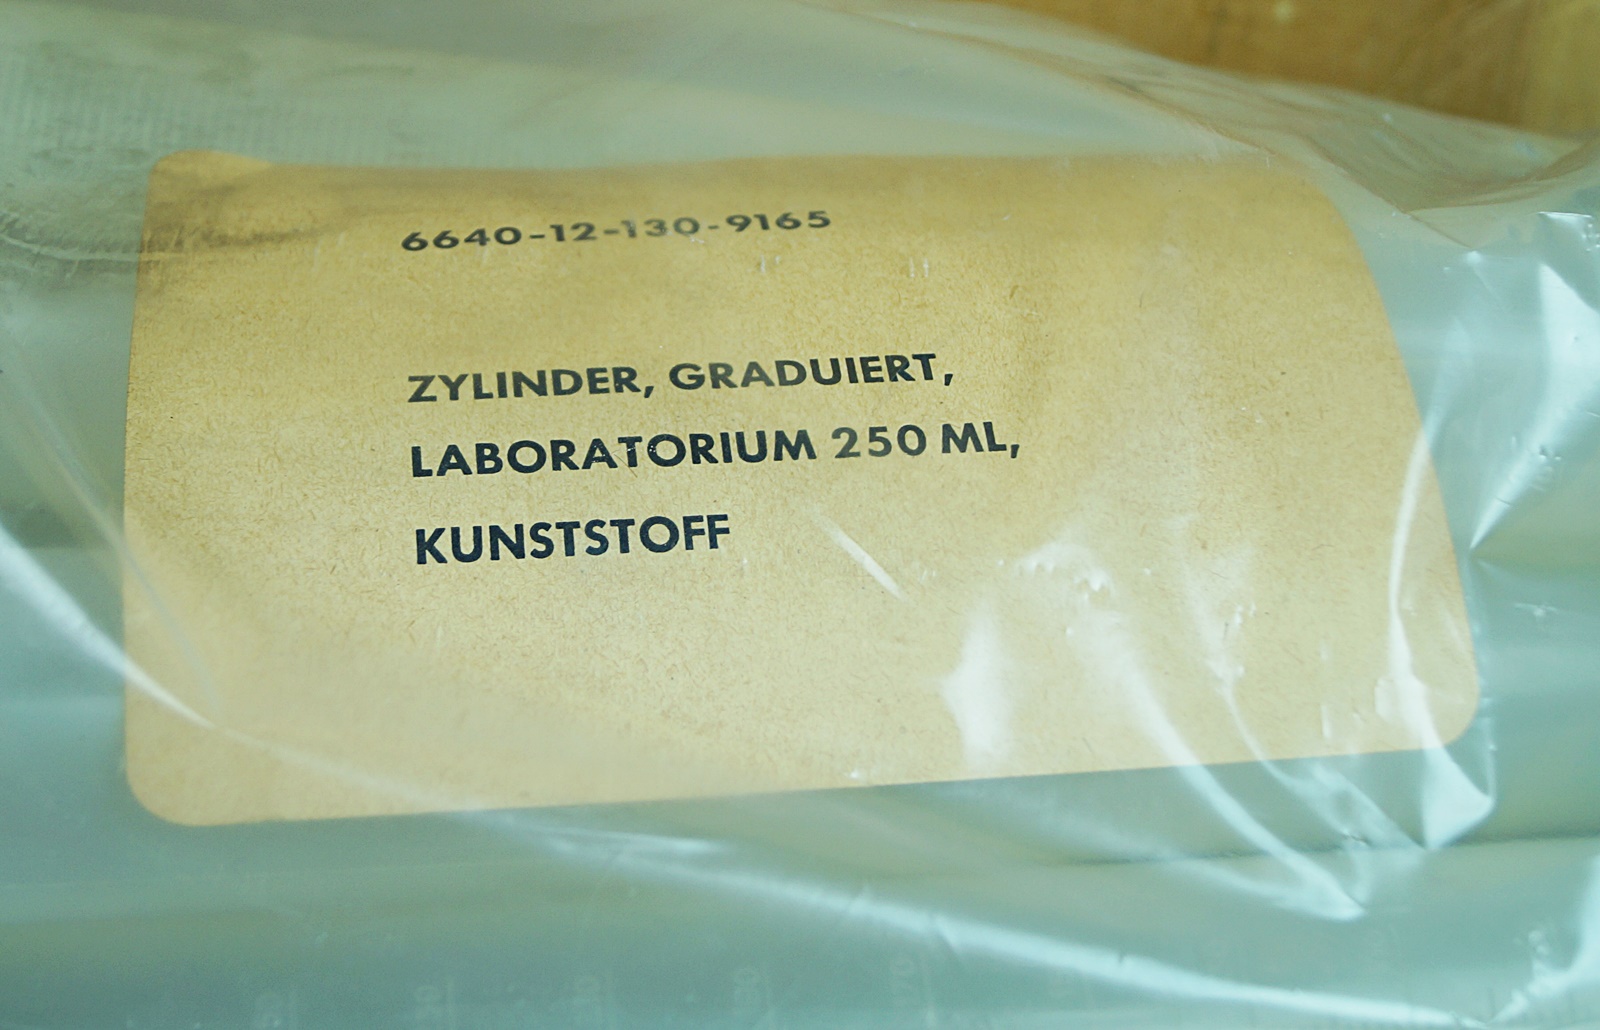 6640-12-130-9165
ZYLINDER, GRADUIERT,
LABORATORIUM 250 ML,
KUNSTSTOFF